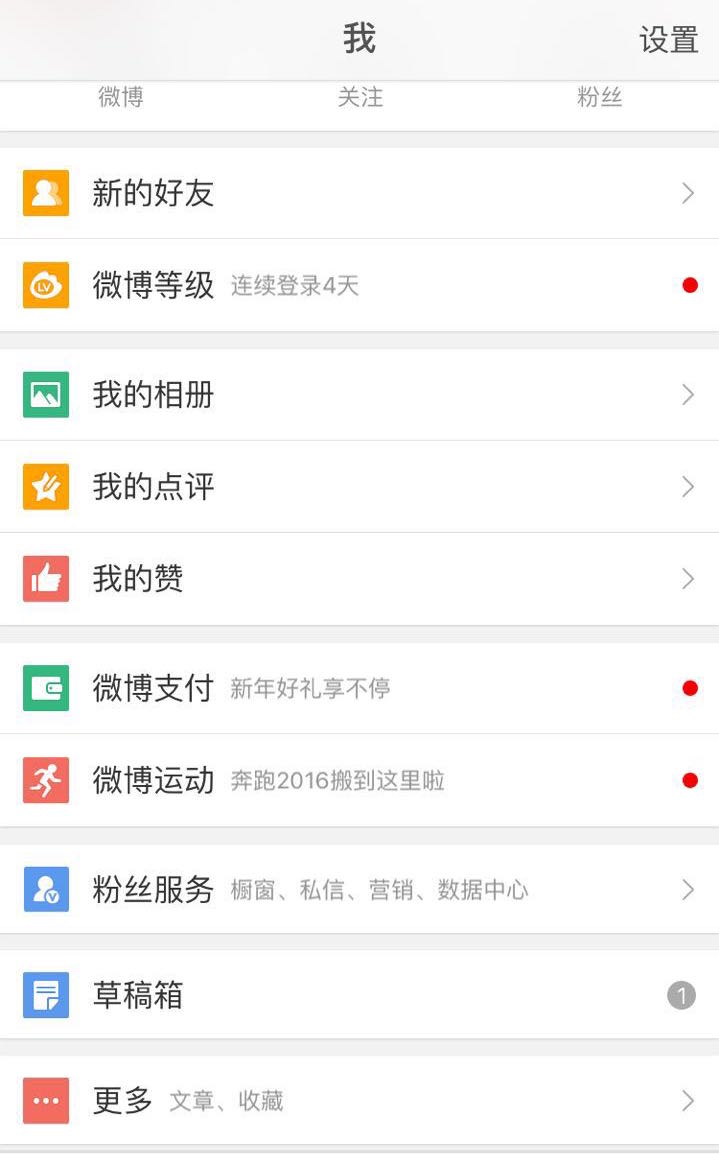 我 设置
微博 关注 粉丝
新的好友
LV 微博等级 连续登录4天
我的相册
我的点评
我的赞
微博支付 新年好礼享不停
微博运动 奔跑2016搬到这里啦
V 粉丝服务 橱窗、私信、营销、数据中心
草稿箱 1
更多 文章、收藏